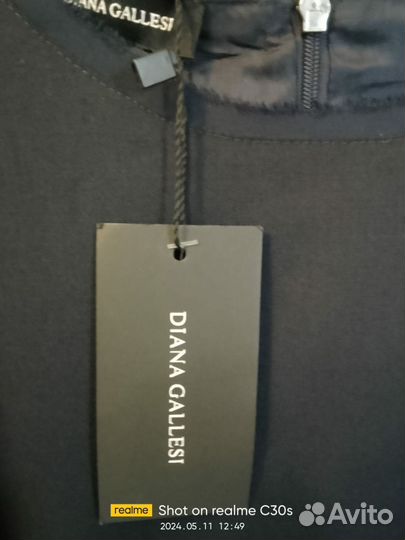 DIANA GALLESI
DIANA GALLESI
realme Shot on realme C30s
2024.05.11 12:49
Avito